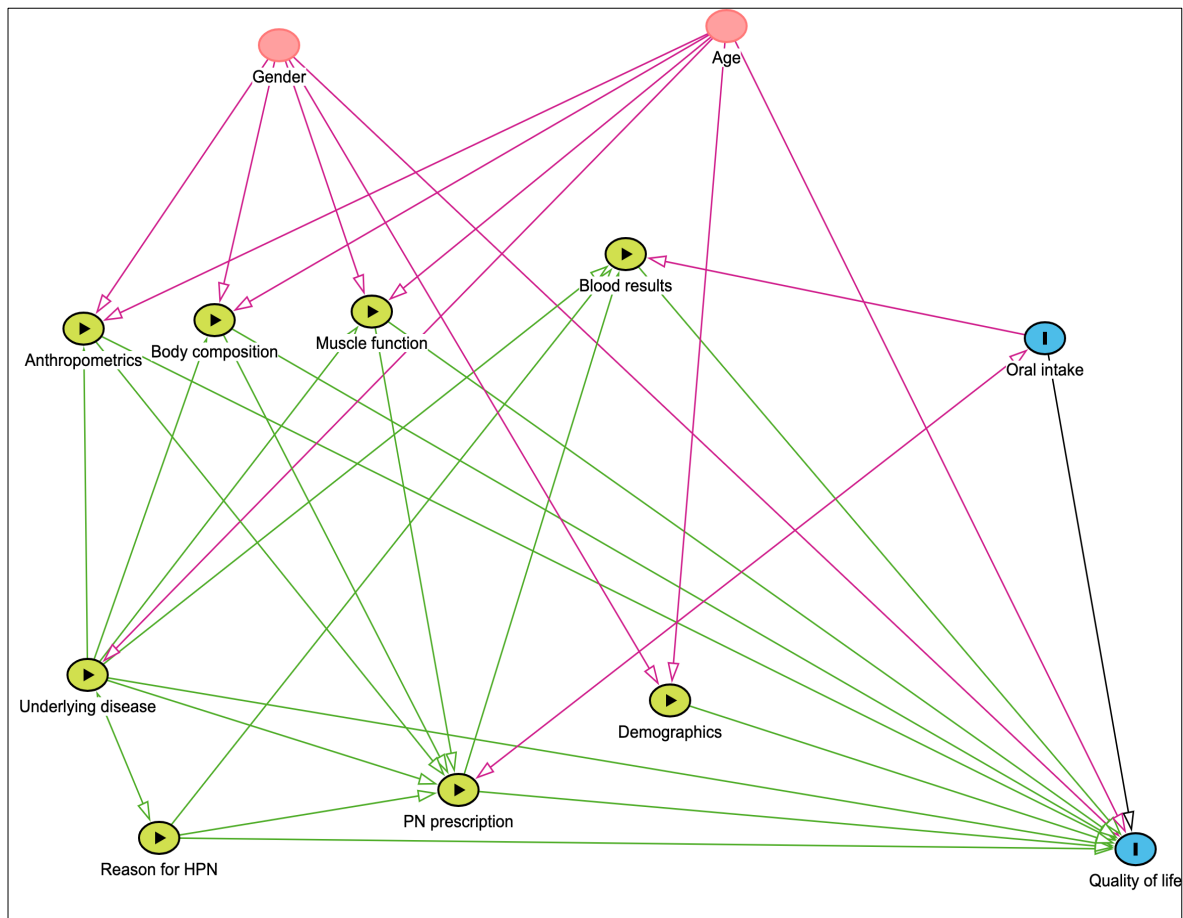 Gender
Age
Blood results
Anthropometrics
Body composition
Muscle function
Oral intake
Underlying disease
Demographics
PN prescription
Reason for HPN
Quality of life